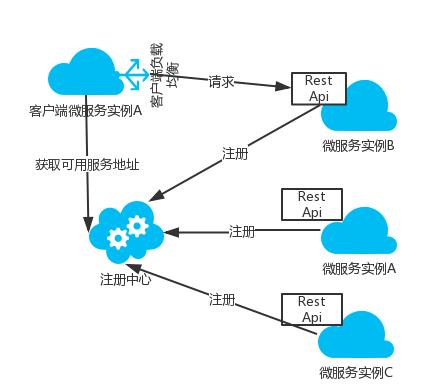 客户端负载
均衡
请求
Rest
Api
客户端微服务实例A
微服务实例B
注册
获取可用服务地址
Rest
Api
注册
微服务实例A
注册中心
注册
Rest
Api
微服务实例C